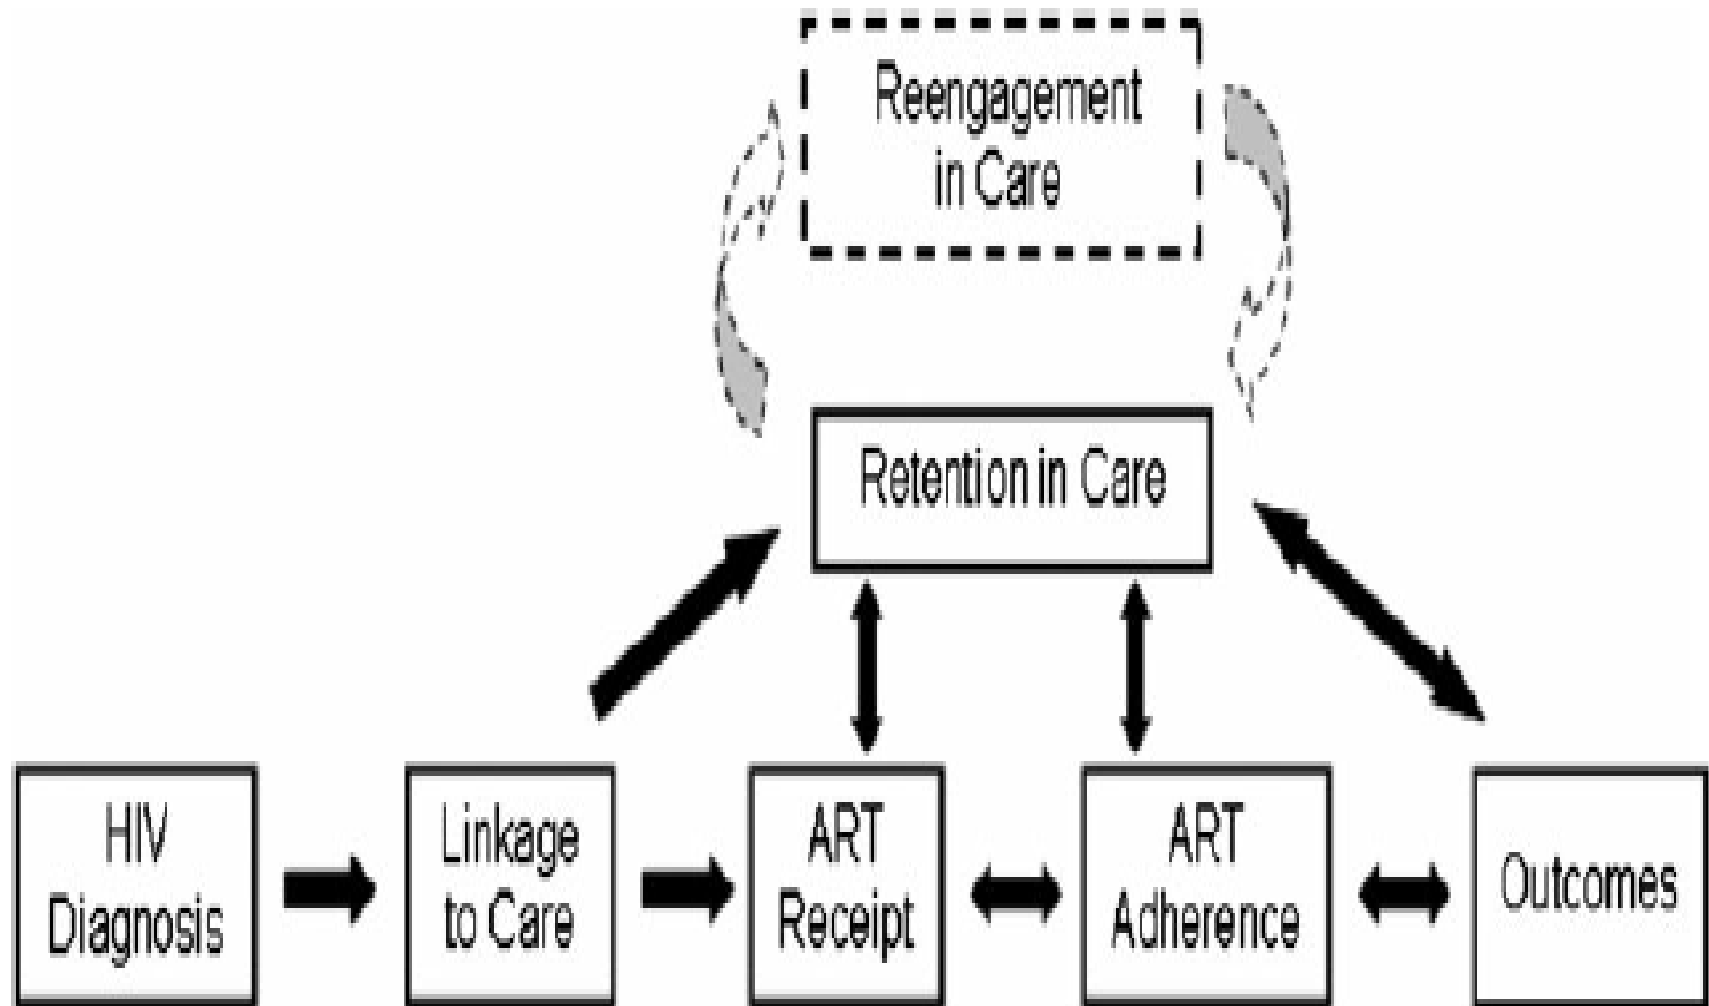 Reengagement
in Care
Retention in Care
HIV
Diagnosis
Linkage
to Care
ART
Receipt
ART
Adherence
Outcomes